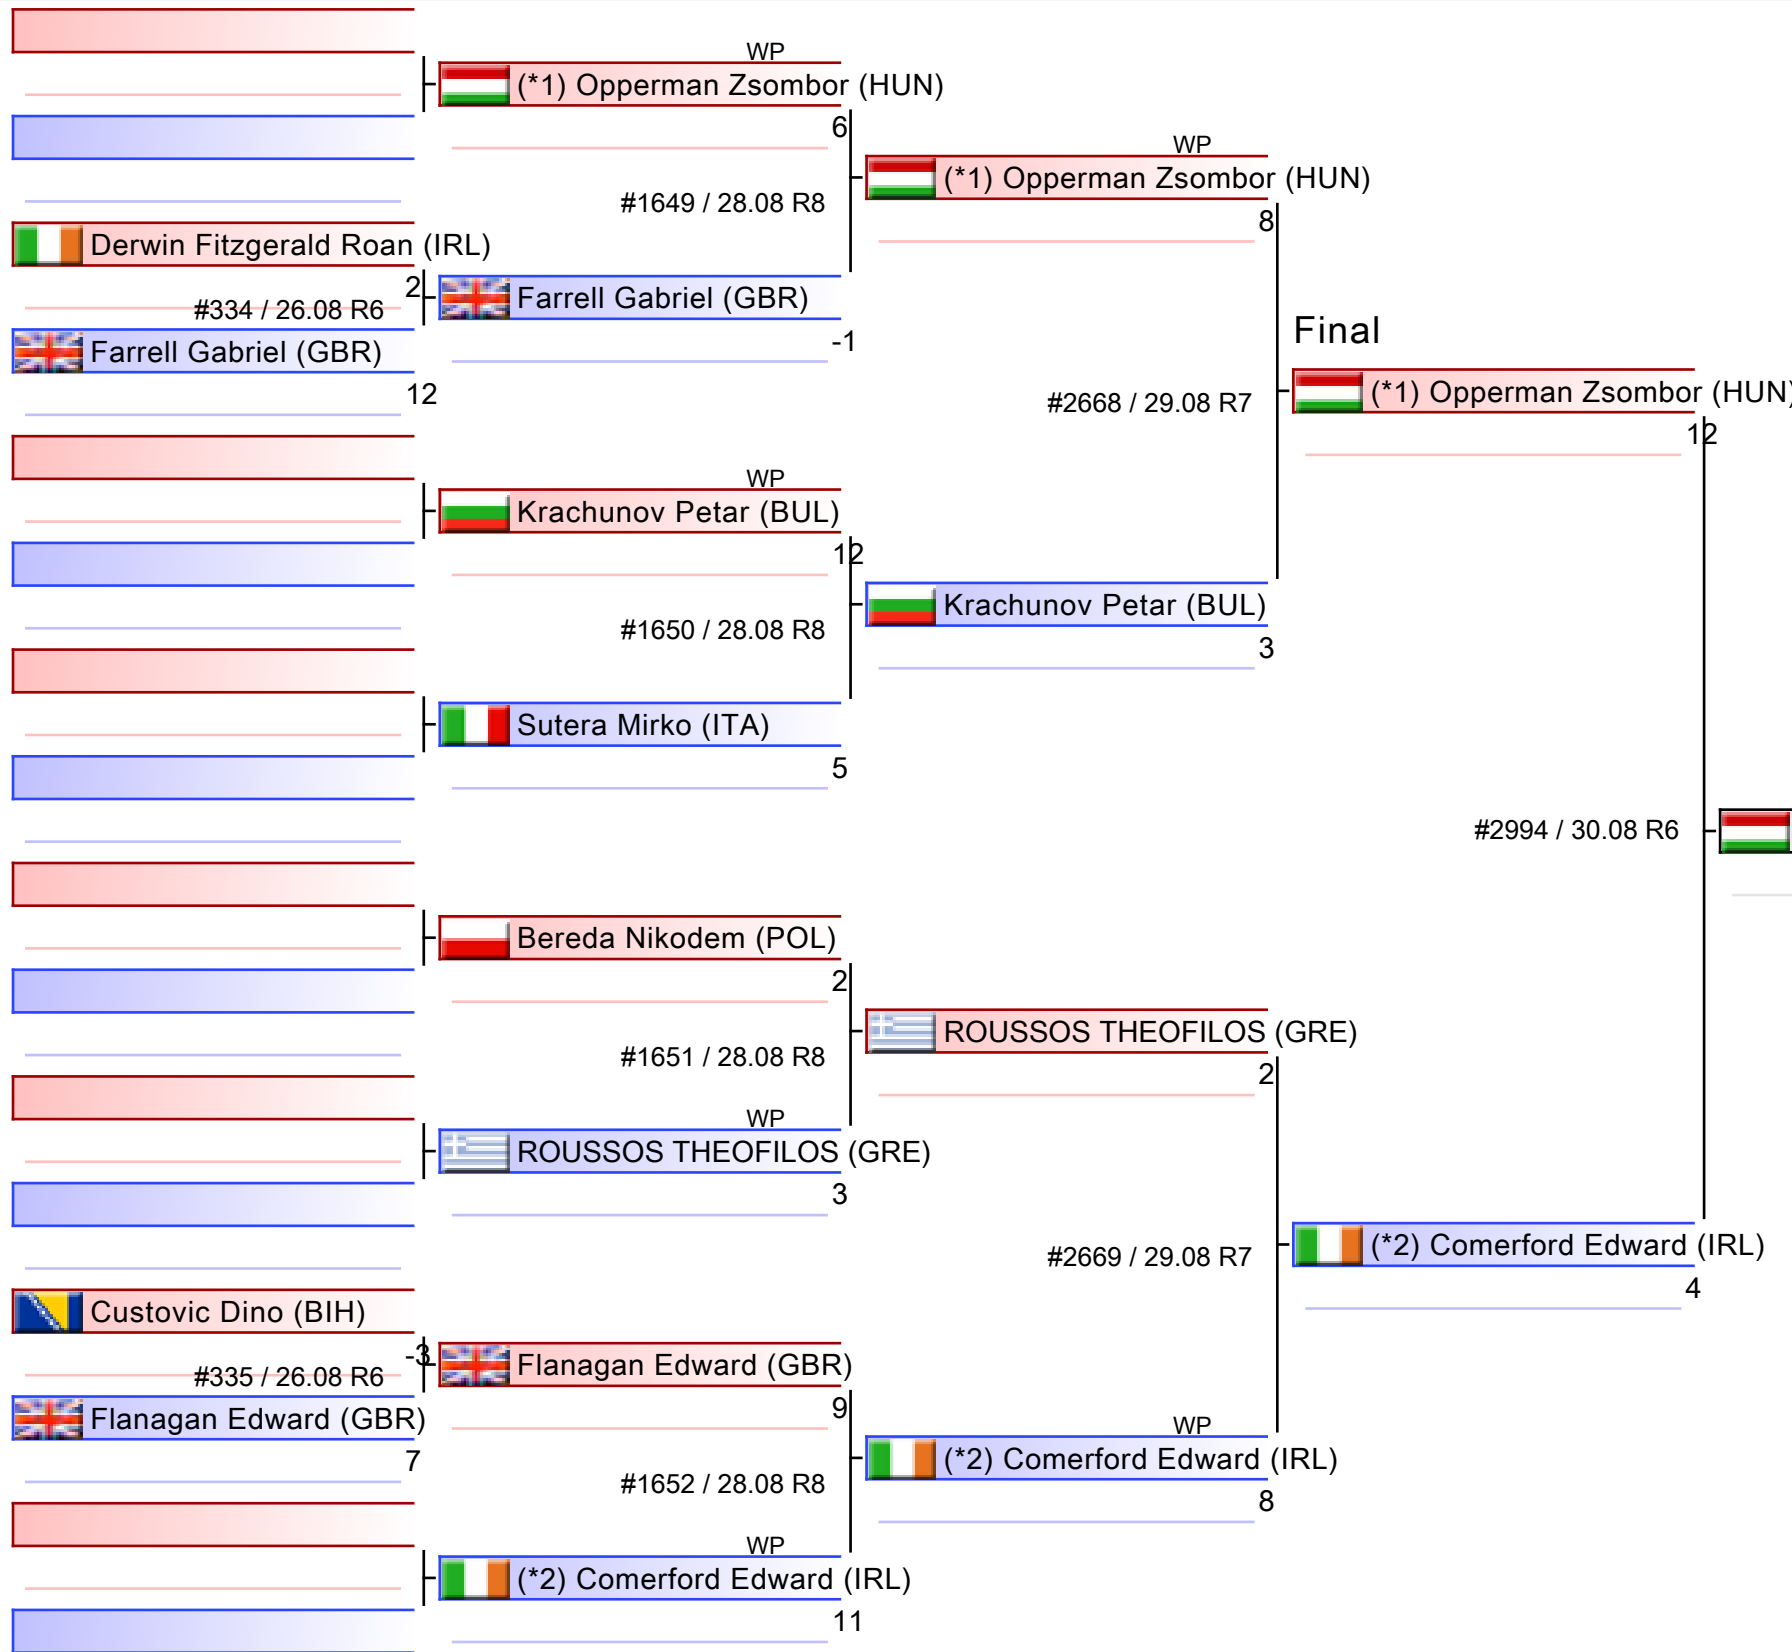 WP
(*1) Opperman Zsombor (HUN)
6
WP
(*1) Opperman Zsombor (HUN)
#1649 / 28.08 R8
8
Derwin Fitzgerald Roan (IRL)
2
#334 / 26.08 R6
Farrell Gabriel (GBR)
Final
-1
Farrell Gabriel (GBR)
12
#2668 / 29.08 R7
(*1) Opperman Zsombor (HUN)
12
WP
Krachunov Petar (BUL)
12
Krachunov Petar (BUL)
#1650 / 28.08 R8
3
Sutera Mirko (ITA)
5
#2994 / 30.08 R6
Bereda Nikodem (POL)
2
ROUSSOS THEOFILOS (GRE)
#1651 / 28.08 R8
2
WP
ROUSSOS THEOFILOS (GRE)
3
#2669 / 29.08 R7
(*2) Comerford Edward (IRL)
4
Custovic Dino (BIH)
-3
#335 / 26.08 R6
Flanagan Edward (GBR)
9
Flanagan Edward (GBR)
7
WP
(*2) Comerford Edward (IRL)
#1652 / 28.08 R8
8
WP
(*2) Comerford Edward (IRL)
11